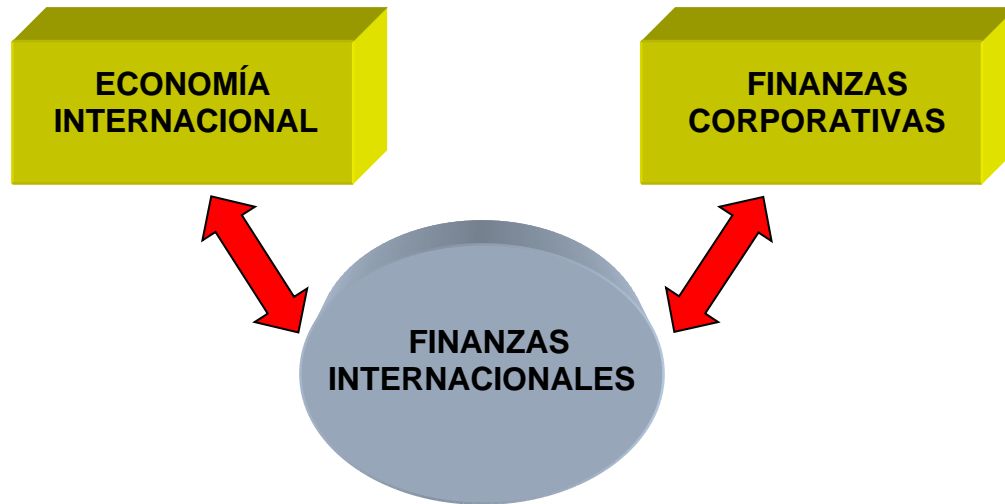 ECONOMÍA
INTERNACIONAL
FINANZAS
CORPORATIVAS
FINANZAS
INTERNACIONALES